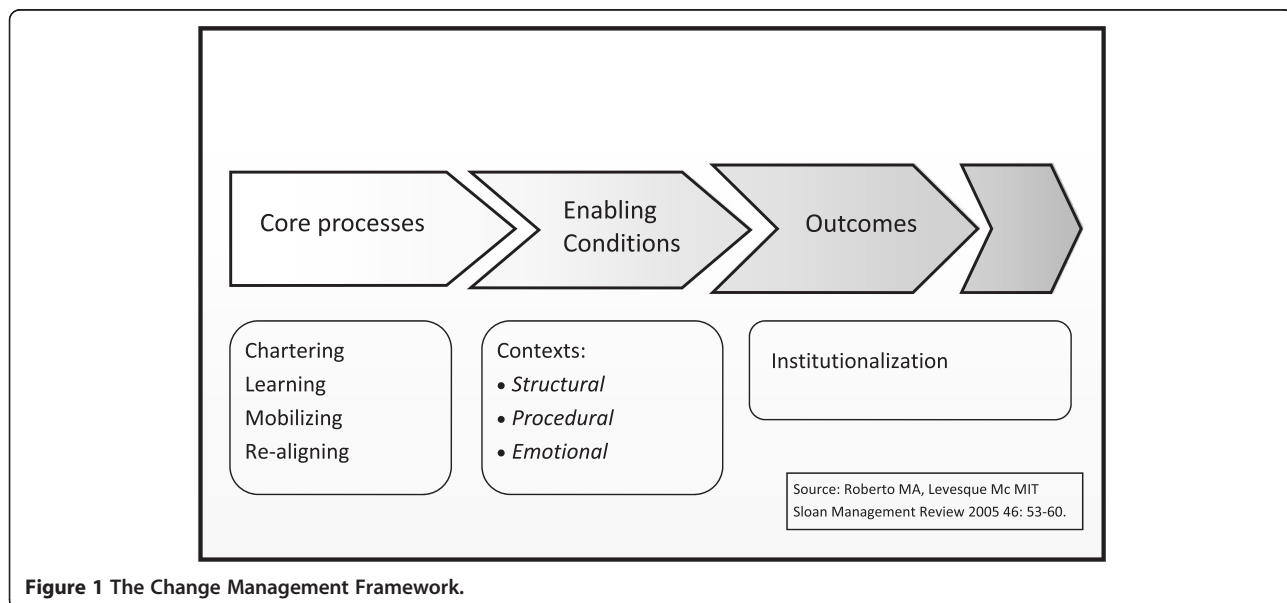 Core processes
Enabling
Conditions
Outcomes
Chartering
Learning
Mobilizing
Re-aligning
Contexts:
• Structural
• Procedural
• Emotional
Institutionalization
Source: Roberto MA, Levesque Mc MIT
Sloan Management Review 2005 46: 53-60.
Figure 1 The Change Management Framework.